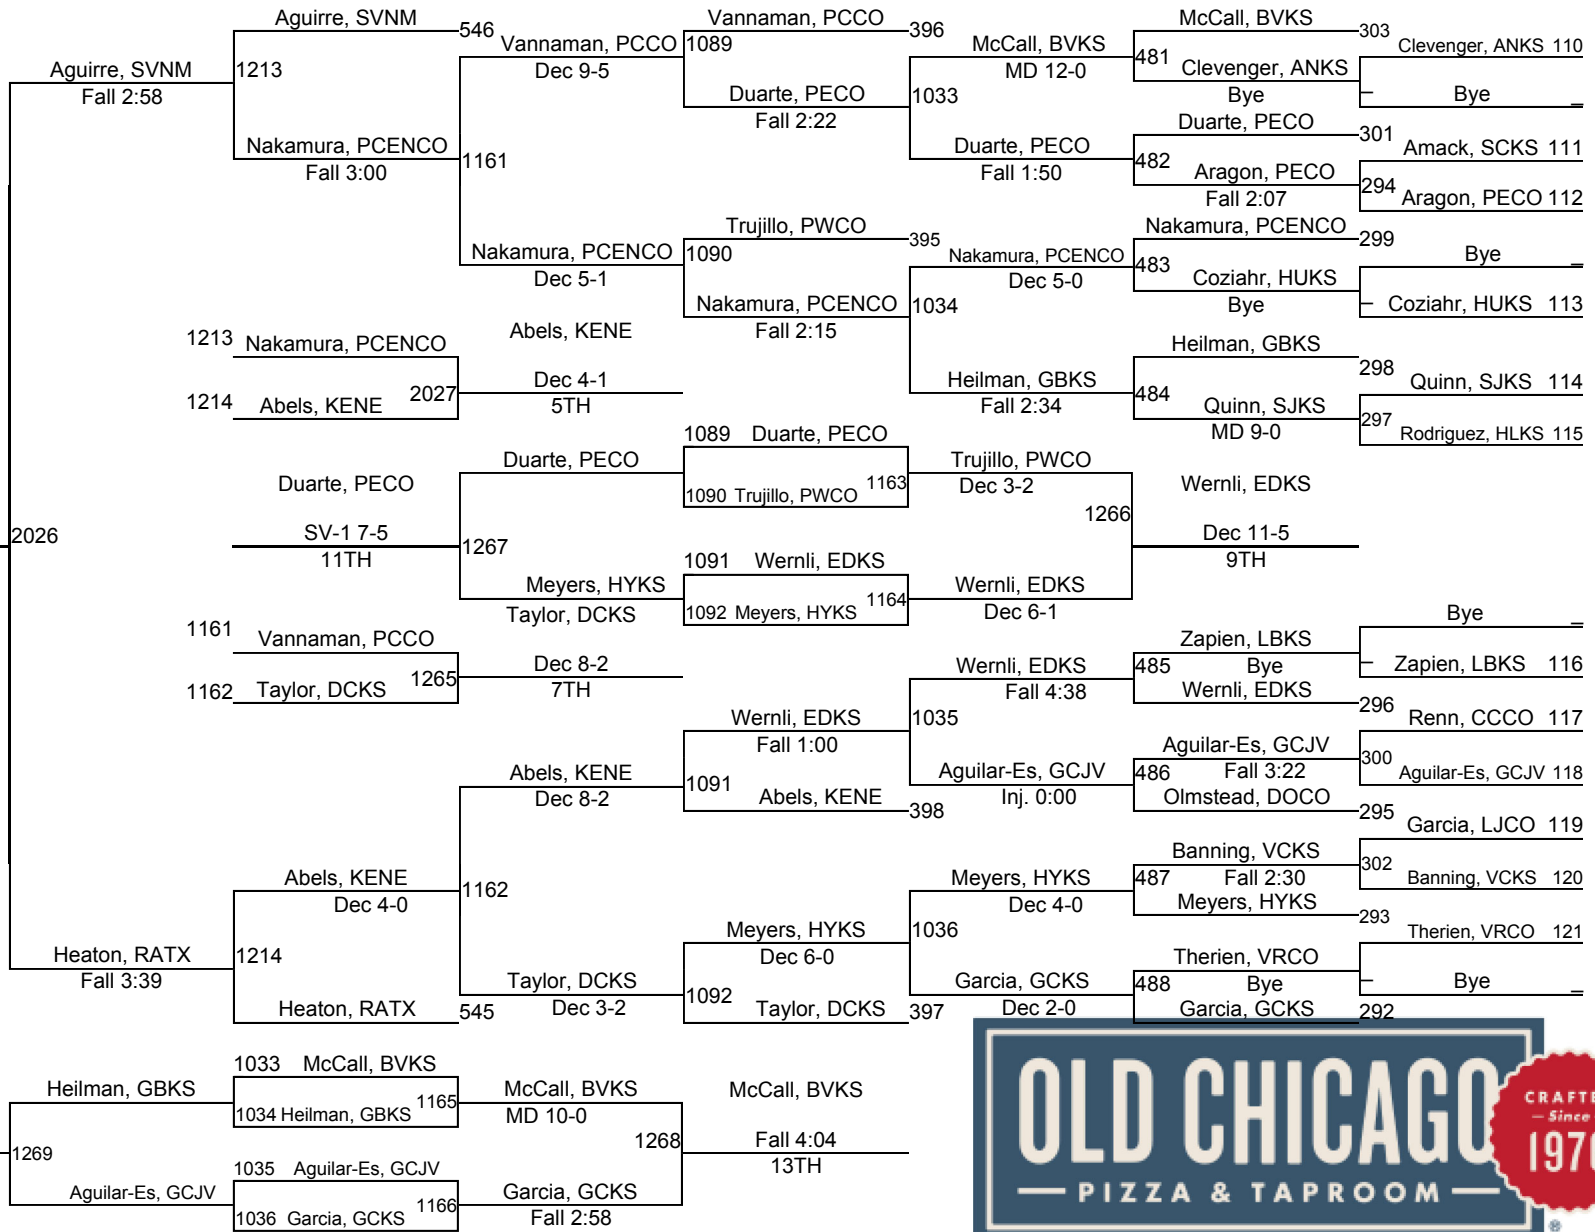 Aguirre, SVNM
546
Vannaman, PCCO
396
McCall, BVKS
303
Clevenger, ANKS 110
Vannaman, PCCO
1089
McCall, BVKS
481
Clevenger, ANKS
Aguirre, SVNM
1213
Dec 9-5
MD 12-0
Bye
– Bye _
Fall 2:58
Duarte, PECO
1033
Fall 2:22
Duarte, PECO
301
Amack, SCKS 111
Nakamura, PCENCO
1161
Duarte, PECO
482
Aragon, PECO
294
Aragon, PECO 112
Fall 3:00
Fall 1:50
Fall 2:07
Trujillo, PWCO
395
Nakamura, PCENCO
299
Bye _
Nakamura, PCENCO
1090
Nakamura, PCENCO
483
Coziahr, HUKS
Dec 5-1
Dec 5-0
Bye
– Coziahr, HUKS 113
Nakamura, PCENCO
1034
Fall 2:15
Abels, KENE
1213 Nakamura, PCENCO
Heilman, GBKS
298
Quinn, SJKS 114
1214 Abels, KENE 2027
Dec 4-1
5TH
Heilman, GBKS
484
Fall 2:34
Quinn, SJKS
297
MD 9-0
Rodriguez, HLKS 115
1089 Duarte, PECO
Duarte, PECO
Trujillo, PWCO
Duarte, PECO
1090 Trujillo, PWCO 1163
Dec 3-2
Wernli, EDKS
1266
2026
SV-1 7-5
11TH
1267
Dec 11-5
9TH
1091 Wernli, EDKS
Meyers, HYKS
1092 Meyers, HYKS 1164
Wernli, EDKS
Taylor, DCKS
Dec 6-1
1161 Vannaman, PCCO
1162 Taylor, DCKS 1265
Dec 8-2
7TH
Bye _
Zapien, LBKS
– Zapien, LBKS 116
Wernli, EDKS
485
Bye
Fall 4:38
Wernli, EDKS
296
Renn, CCCO 117
Wernli, EDKS
1035
Fall 1:00
Aguilar-Es, GCJV
300
Fall 3:22
Aguilar-Es, GCJV 118
Abels, KENE
Dec 8-2
1091
Abels, KENE
398
Aguilar-Es, GCJV
486
Inj. 0:00
Olmstead, DOCO
295
Garcia, LJCO 119
Abels, KENE
1162
Dec 4-0
Meyers, HYKS
487
Dec 4-0
Banning, VCKS
302
Fall 2:30
Banning, VCKS 120
Meyers, HYKS
293
Therien, VRCO 121
Heaton, RATX
1214
Fall 3:39
Meyers, HYKS
1036
Dec 6-0
Therien, VRCO
Bye
– Bye _
Taylor, DCKS
1092
Dec 3-2
Garcia, GCKS
488
Dec 2-0
Heaton, RATX
545
Taylor, DCKS
397
Garcia, GCKS
292
1033 McCall, BVKS
Heilman, GBKS
1034 Heilman, GBKS 1165
McCall, BVKS
MD 10-0
McCall, BVKS
1269
1268
Fall 4:04
13TH
1035 Aguilar-Es, GCJV
Aguilar-Es, GCJV
1036 Garcia, GCKS 1166
Garcia, GCKS
Fall 2:58
OLD CHICAGO
PIZZA & TAPROOM
Since
®